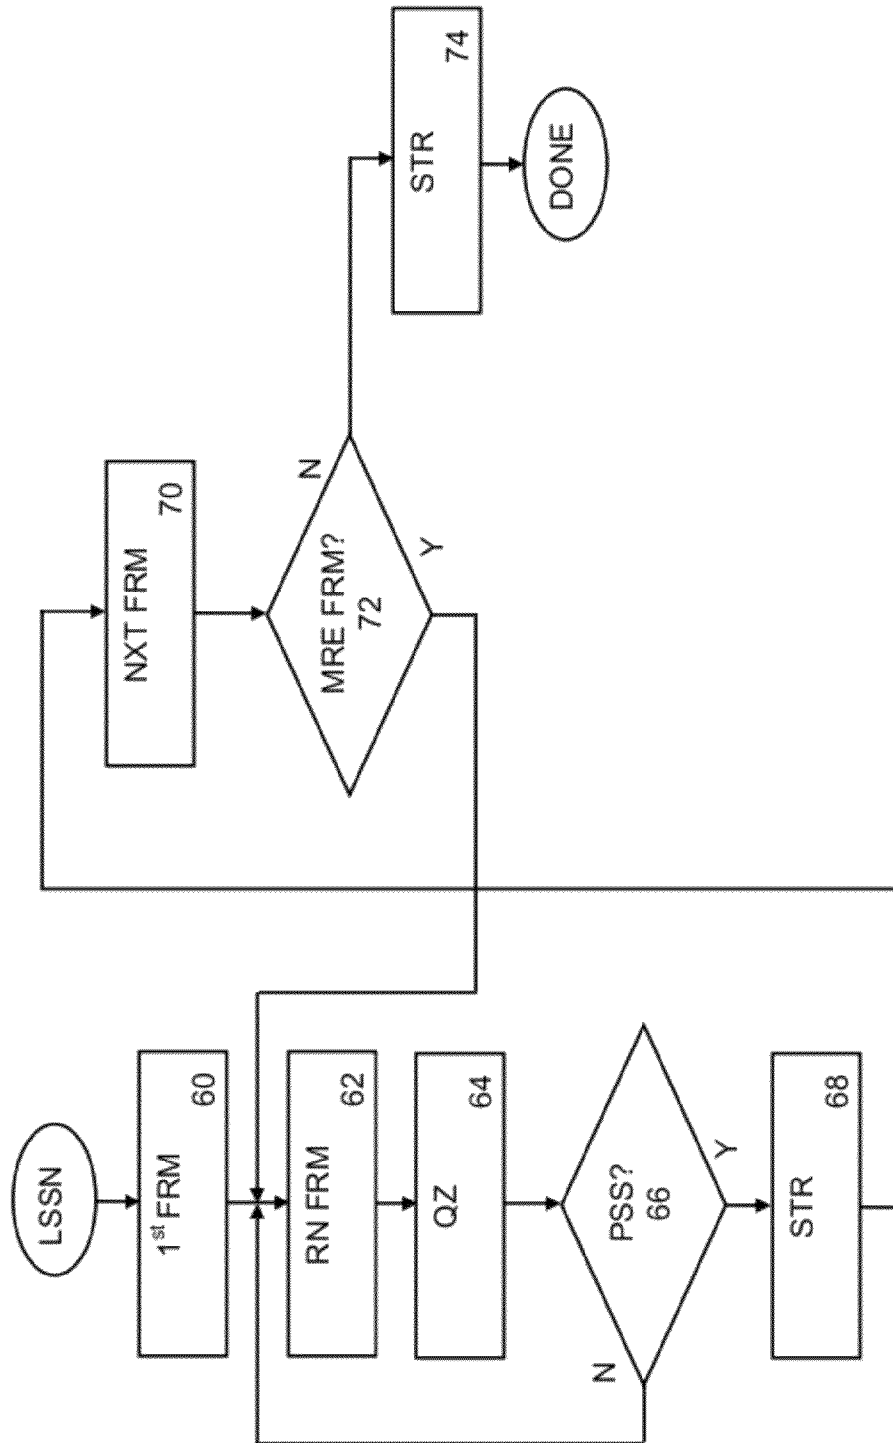 LSSN
1st FRM
60
RN FRM
62
QZ
64
PSS?
66
N
Y
STR
68
NXT FRM
70
MRE FRM?
72
N
Y
STR
74
DONE